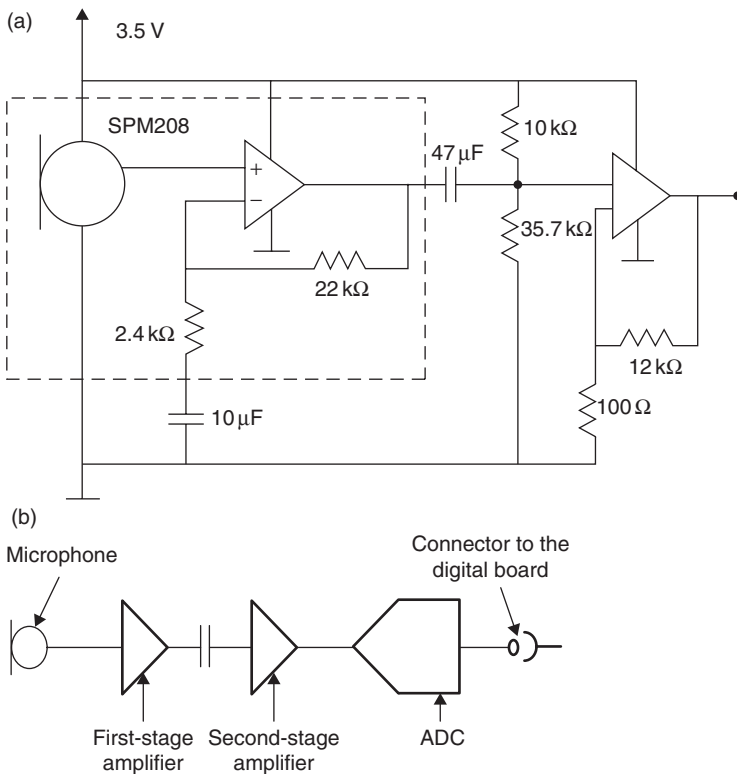 (a)
3.5 V
SPM208
+
−
47 µF
10 kΩ
35.7 kΩ
22 kΩ
2.4 kΩ
12 kΩ
10 µF
100 Ω
(b)
Microphone
Connector to the
digital board
First-stage
amplifier
Second-stage
amplifier
ADC